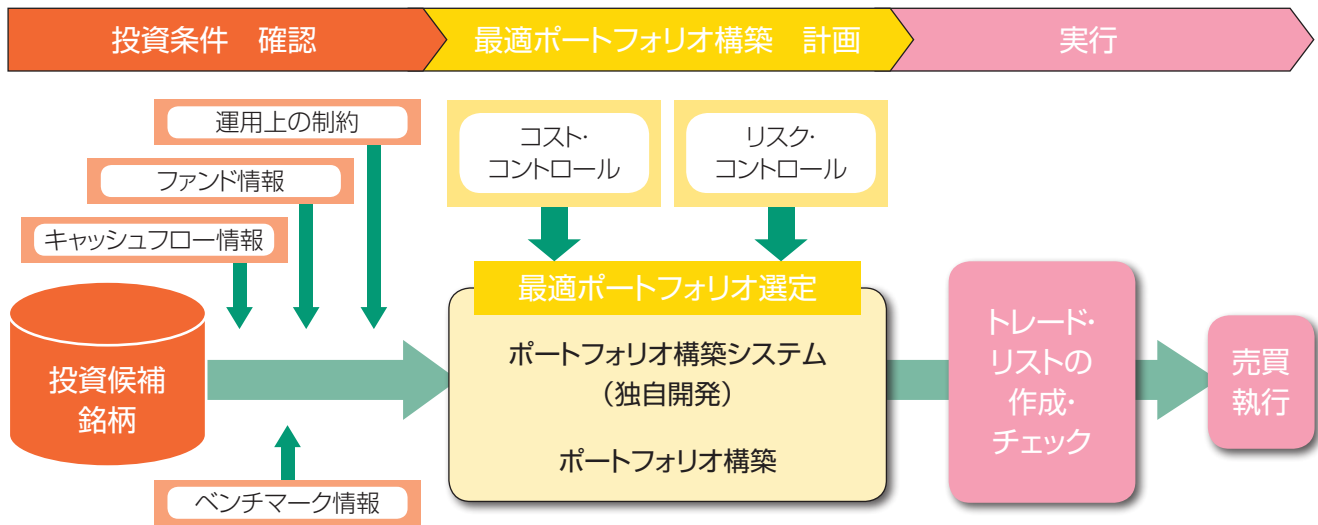 投資条件　確認
最適ポートフォリオ構築　計画
実行
運用上の制約
ファンド情報
キャッシュフロー情報
投資候補
銘柄
ベンチマーク情報
コスト・
コントロール
リスク・
コントロール
最適ポートフォリオ選定
ポートフォリオ構築システム
（独自開発）
ポートフォリオ構築
トレード・
リストの
作成・
チェック
売買
執行